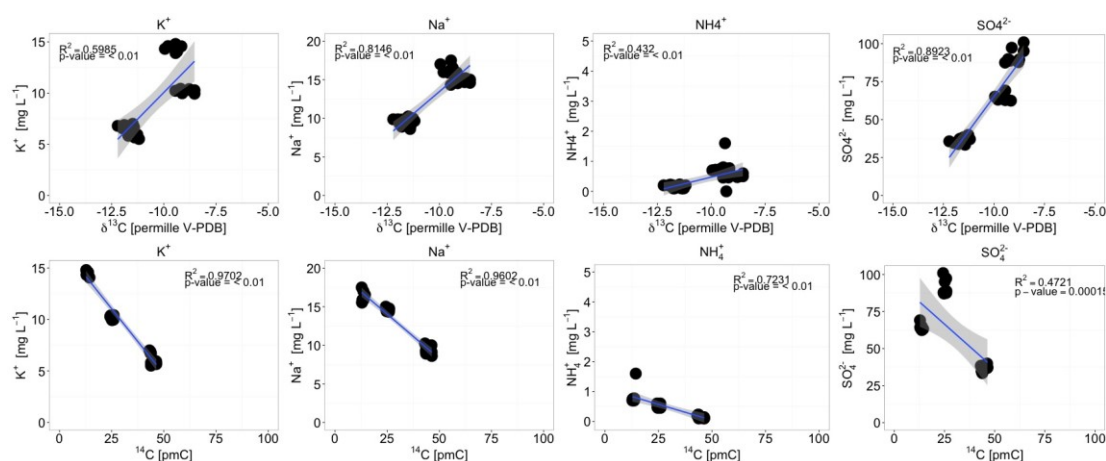 K⁺
R² = 0.5985
p-value = < 0.01
15
10
5
0
K⁺ [mg L⁻¹]
-15.0 -12.5 -10.0 -7.5 -5.0
δ¹³C [permille V-PDB]
Na⁺
R² = 0.8146
p-value = < 0.01
20
15
10
5
0
Na⁺ [mg L⁻¹]
-15.0 -12.5 -10.0 -7.5 -5.0
δ¹³C [permille V-PDB]
NH4⁺
R² = 0.432
p-value = < 0.01
5
4
3
2
1
0
NH4⁺ [mg L⁻¹]
-15.0 -12.5 -10.0 -7.5 -5.0
δ¹³C [permille V-PDB]
SO4²⁻
R² = 0.8923
p-value = < 0.01
100
75
50
25
0
SO4²⁻ [mg L⁻¹]
-15.0 -12.5 -10.0 -7.5 -5.0
δ¹³C [permille V-PDB]
K⁺
R² = 0.9702
p-value = < 0.01
15
10
5
0
K⁺ [mg L⁻¹]
0 25 50 75 100
¹⁴C [pmC]
Na⁺
R² = 0.9602
p-value = < 0.01
20
15
10
5
0
Na⁺ [mg L⁻¹]
0 25 50 75 100
¹⁴C [pmC]
NH₄⁺
R² = 0.7231
p-value = < 0.01
5
4
3
2
1
0
NH₄⁺ [mg L⁻¹]
0 25 50 75 100
¹⁴C [pmC]
SO₄²⁻
R² = 0.4721
p − value = 0.00015
100
75
50
25
0
SO₄²⁻ [mg L⁻¹]
0 25 50 75 100
¹⁴C [pmC]